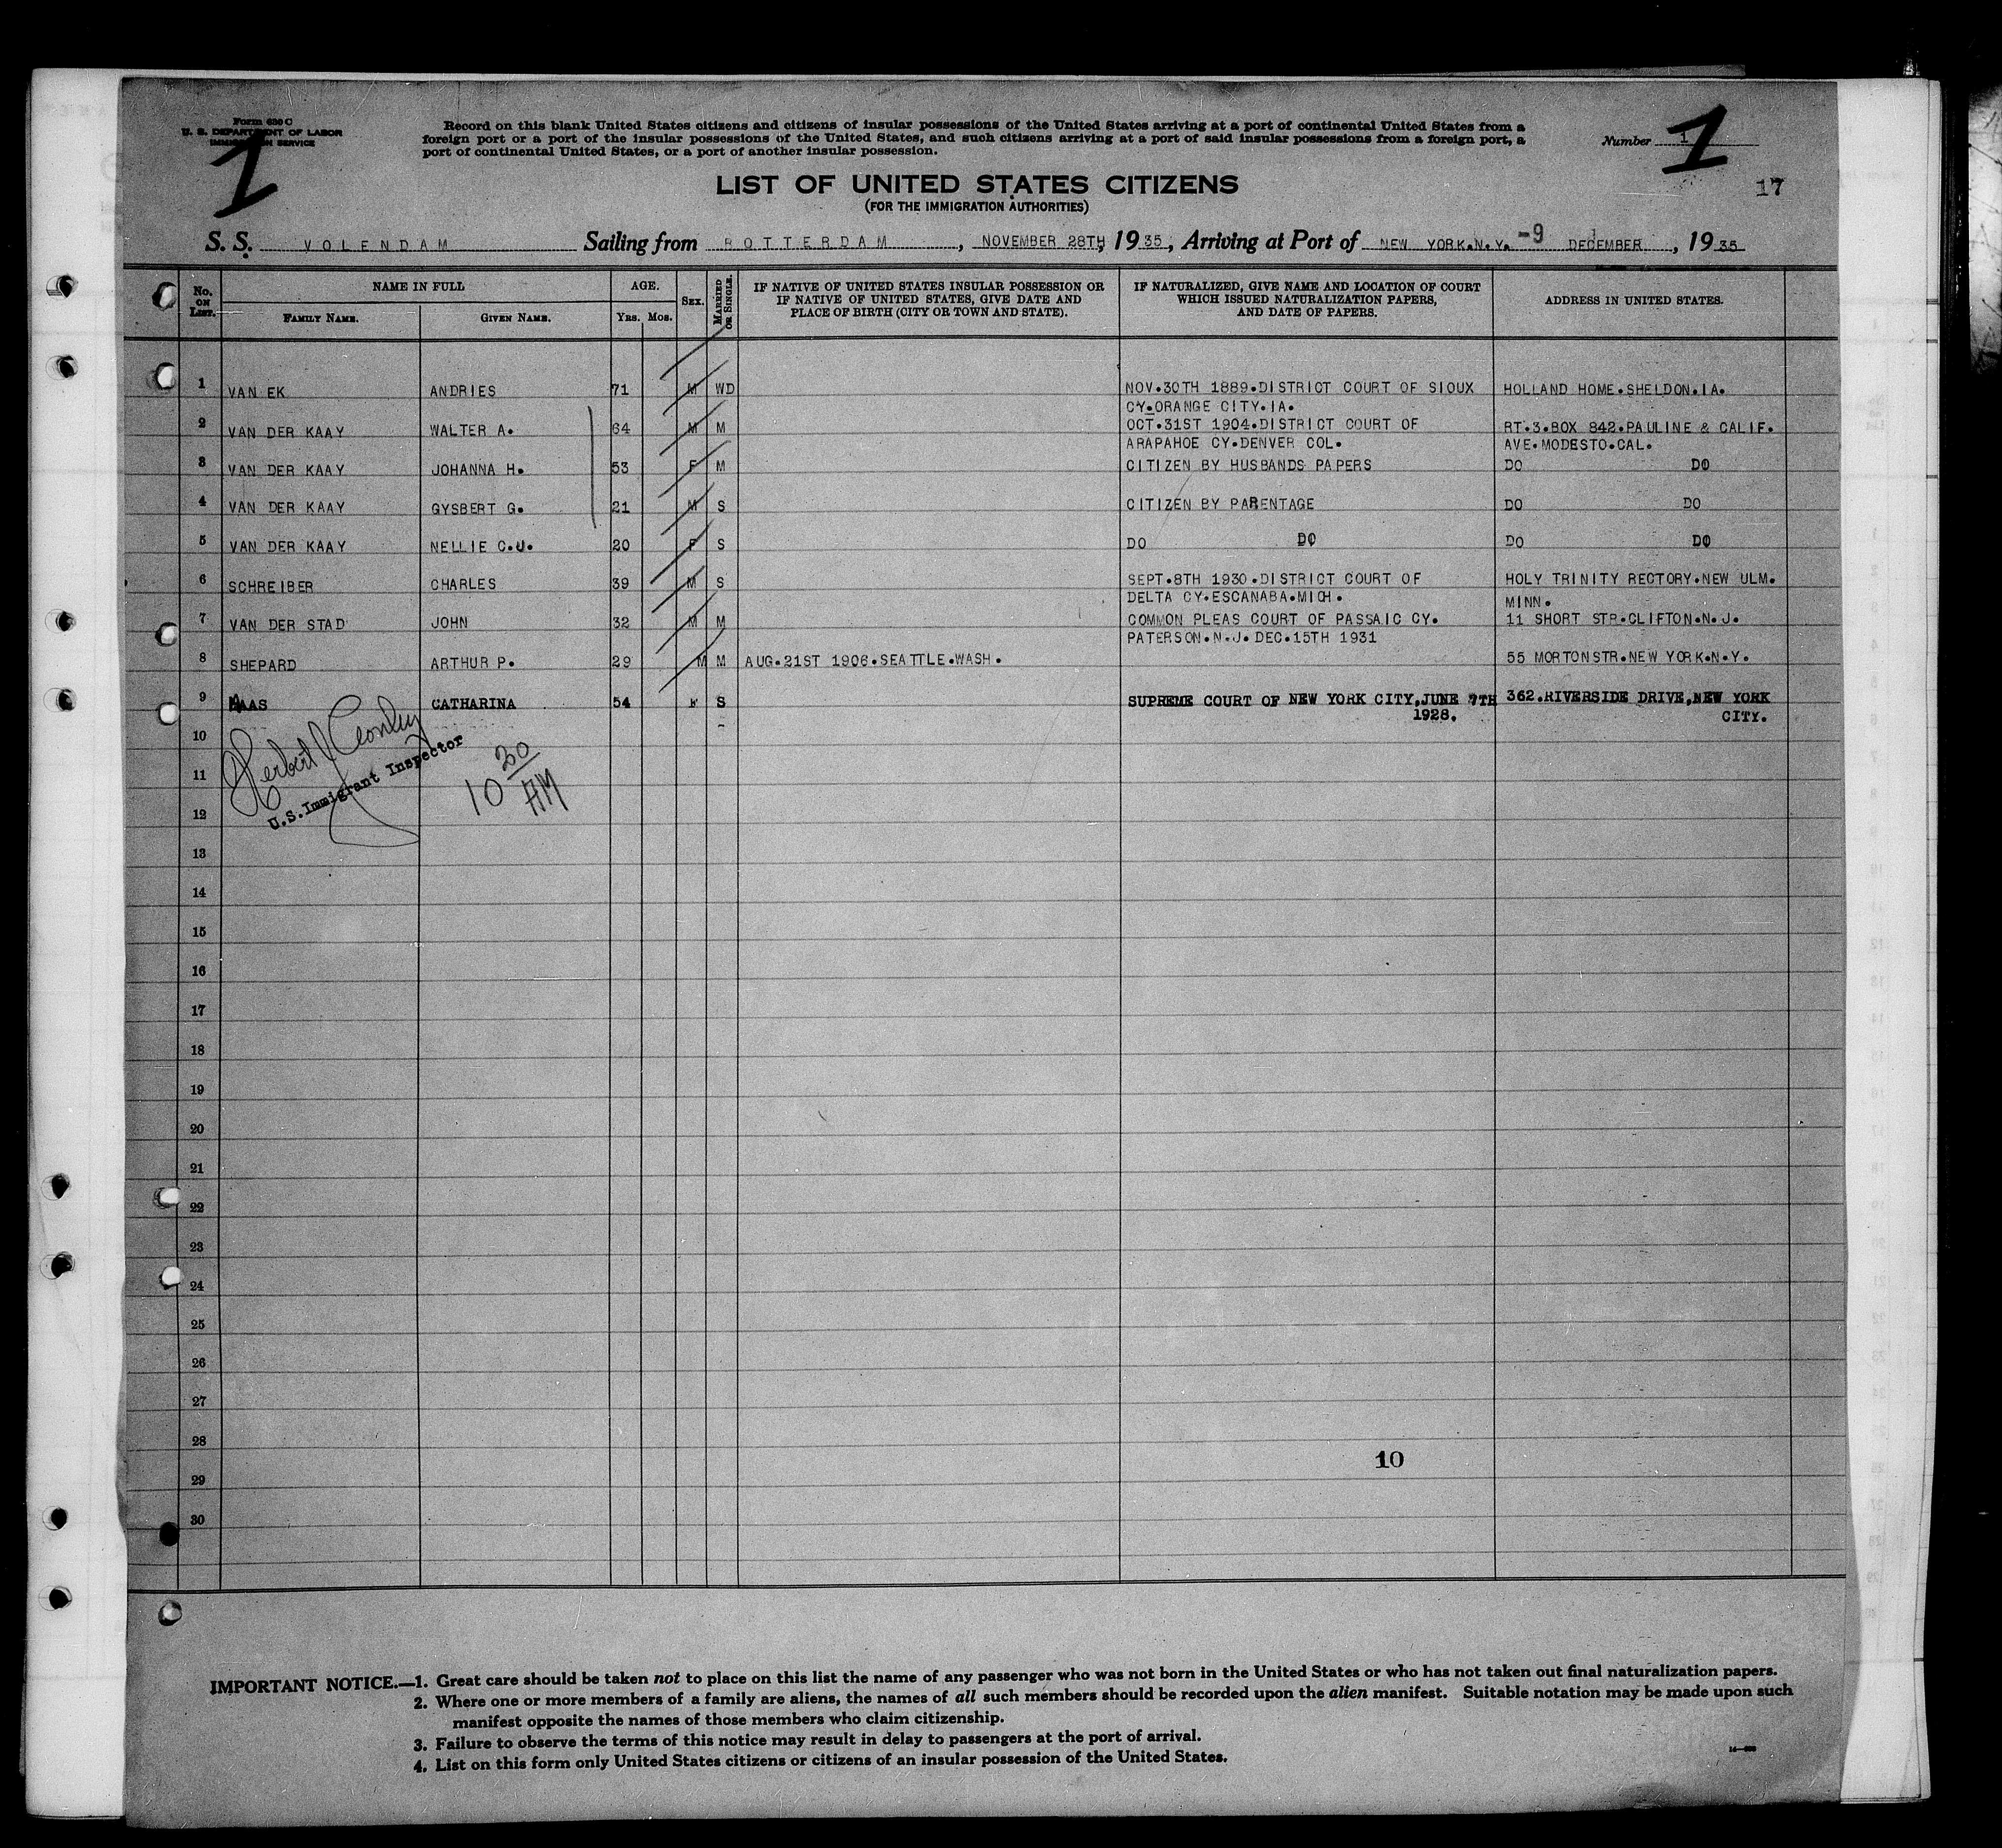 Form 630 C
U. S. DEPARTMENT OF LABOR
IMMIGRATION SERVICE
1
Record on this blank United States citizens and citizens of insular possessions of the United States arriving at a port of continental United States from a
foreign port or a port of the insular possessions of the United States, and such citizens arriving at a port of said insular possessions from a foreign port, a
port of continental United States, or a port of another insular possession.
Number 1
1
17
LIST OF UNITED STATES CITIZENS
(FOR THE IMMIGRATION AUTHORITIES)
S. S. VOLENDAM Sailing from ROTTERDAM, NOVEMBER 28TH, 1935, Arriving at Port of NEW YORK.N.Y. -9 DECEMBER, 1935
No. ON LIST. NAME IN FULL FAMILY NAME. GIVEN NAME. AGE. YRS. MOS. SEX. MARRIED OR SINGLE.
IF NATIVE OF UNITED STATES INSULAR POSSESSION OR
IF NATIVE OF UNITED STATES, GIVE DATE AND
PLACE OF BIRTH (CITY OR TOWN AND STATE).
IF NATURALIZED, GIVE NAME AND LOCATION OF COURT
WHICH ISSUED NATURALIZATION PAPERS,
AND DATE OF PAPERS.
ADDRESS IN UNITED STATES.
1 VAN EK ANDRIES 71 M WD NOV.30TH 1889.DISTRICT COURT OF SIOUX HOLLAND HOME.SHELDON.IA.
CY.ORANGE CITY.IA.
2 VAN DER KAAY WALTER A. 64 M M OCT.31ST 1904.DISTRICT COURT OF RT.3.BOX 842.PAULINE & CALIF.
ARAPAHOE CY.DENVER COL. AVE.MODESTO.CAL.
3 VAN DER KAAY JOHANNA H. 53 F M CITIZEN BY HUSBANDS PAPERS DO DO
4 VAN DER KAAY GYSBERT G. 21 M S CITIZEN BY PARENTAGE DO DO
5 VAN DER KAAY NELLIE C.J. 20 F S DO DO DO DO
6 SCHREIBER CHARLES 39 M S SEPT.8TH 1930.DISTRICT COURT OF HOLY TRINITY RECTORY.NEW ULM.
DELTA CY.ESCANABA.MICH. MINN.
7 VAN DER STAD JOHN 32 M M COMMON PLEAS COURT OF PASSAIC CY. 11 SHORT STR.CLIFTON.N.J.
PATERSON.N.J. DEC.15TH 1931
8 SHEPARD ARTHUR P. 29 M M AUG.21ST 1906.SEATTLE.WASH. 55 MORTONSTR.NEW YORK.N.Y.
9 CATHARINA 54 F S SUPREME COURT OF NEW YORK CITY,JUNE 7TH 362.RIVERSIDE DRIVE,NEW YORK
1928. CITY.
10
11
12
Herbert J
U.S.Immigrant Inspector
10 30 AM
13
14
15
16
17
18
19
20
21
22
23
24
25
26
27
28
10
29
30
IMPORTANT NOTICE.—1. Great care should be taken not to place on this list the name of any passenger who was not born in the United States or who has not taken out final naturalization papers.
2. Where one or more members of a family are aliens, the names of all such members should be recorded upon the alien manifest. Suitable notation may be made upon such
manifest opposite the names of those members who claim citizenship.
3. Failure to observe the terms of this notice may result in delay to passengers at the port of arrival.
4. List on this form only United States citizens or citizens of an insular possession of the United States.